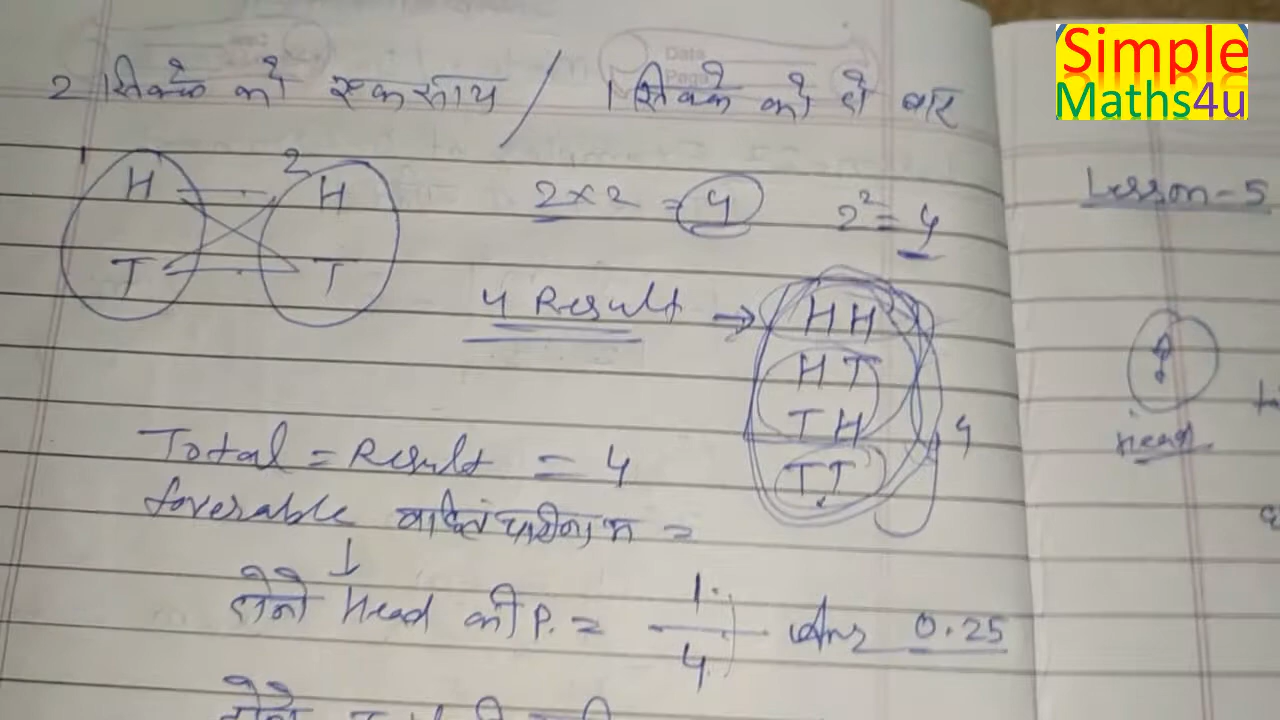 2 सिक्के को एकसाथ / 1 सिक्के को दो बार
Simple
Maths4u
H H 2
T T
2×2 = 4 2² = 4
Lesson-5
4 Result → HH
HT
TH
TT
4
Head
Total = Result = 4
foverable =
↓
दोनो Head की P. = 1/4 Ans 0.25
दोनो